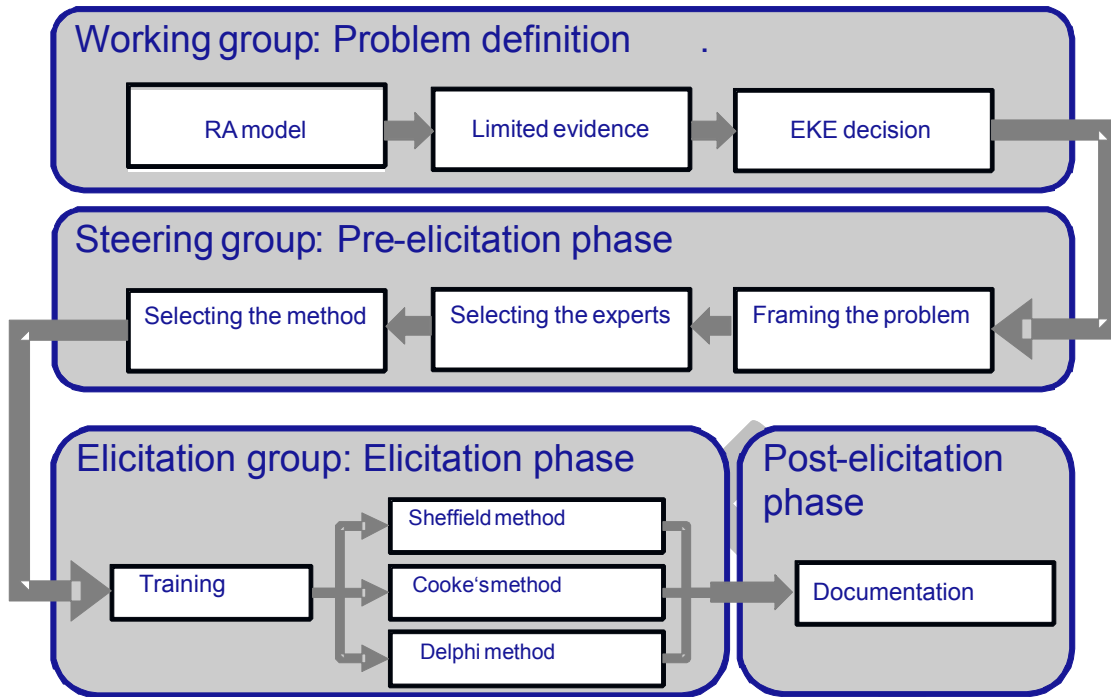 Working group: Problem definition .
RA model
Limited evidence
EKE decision
Steering group: Pre-elicitation phase
Selecting the method
Selecting the experts
Framing the problem
Elicitation group: Elicitation phase
Sheffield method
Training
Cooke‘s method
Delphi method
Post-elicitation
phase
Documentation